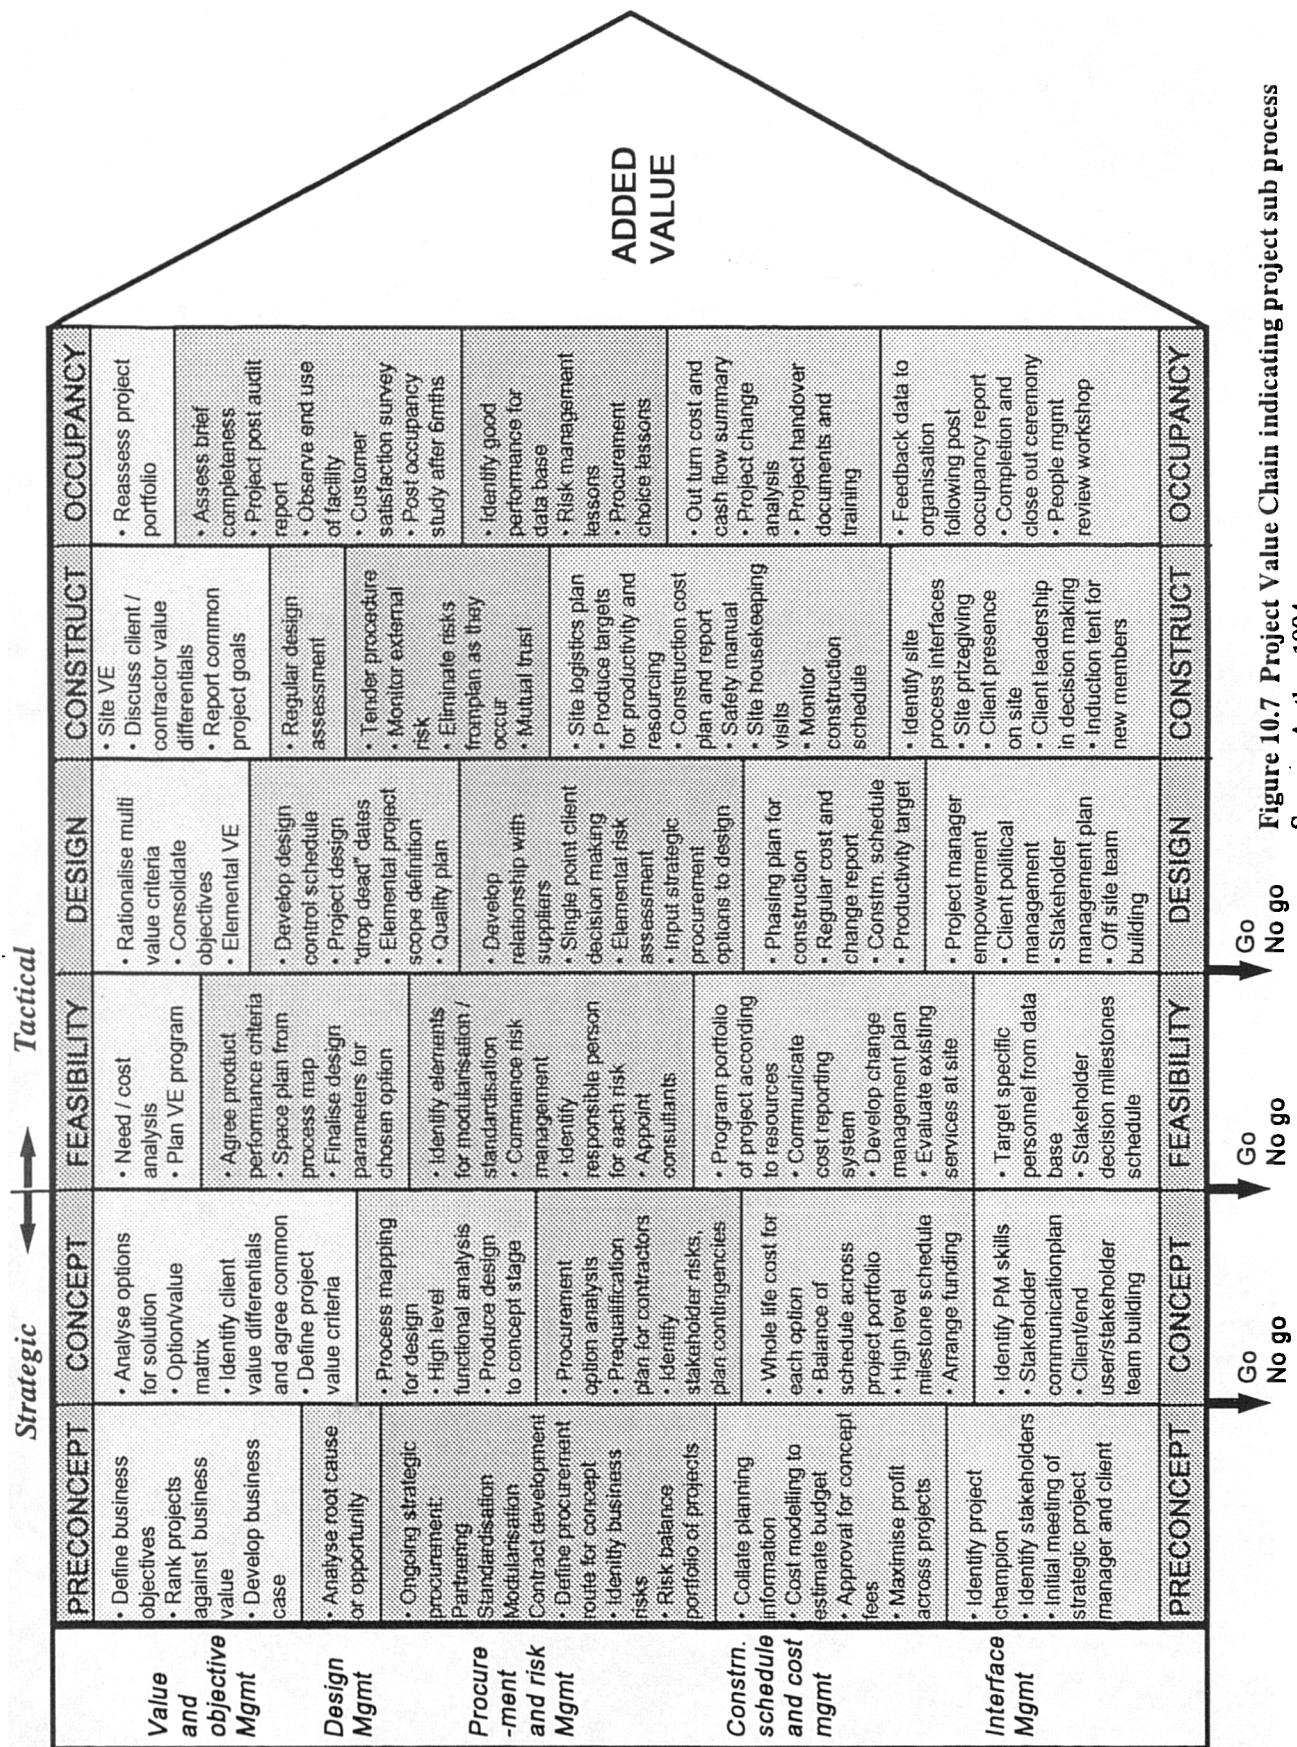 Strategic
Tactical
PRECONCEPT
CONCEPT
FEASIBILITY
DESIGN
CONSTRUCT
OCCUPANCY
Value
and
objective
Mgmt
• Define business
objectives
• Rank projects
against business
value
• Develop business
case
• Analyse options
for solution
• Option/value
matrix
• Identify client
value differentials
and agree common
• Define project
value criteria
• Need / cost
analysis
• Plan VE program
• Rationalise multi
value criteria
• Consolidate
objectives
• Elemental VE
• Site VE
• Discuss client /
contractor value
differentials
• Report common
project goals
• Reassess project
portfolio
Design
Mgmt
• Analyse root cause
or opportunity
• Process mapping
for design
• High level
functional analysis
• Produce design
to concept stage
• Agree product
performance criteria
• Space plan from
process map
• Finalise design
parameters for
chosen option
• Develop design
control schedule
• Project design
"drop dead" dates
• Elemental project
scope definition
• Quality plan
• Regular design
assessment
• Assess brief
completeness
• Project post audit
report
• Observe end use
of facility
• Customer
satisfaction survey
• Post occupancy
study after 6mths
Procure
-ment
and risk
Mgmt
• Ongoing strategic
procurement:
Partnering
Standardisation
Modularisation
Contract development
• Define procurement
route for concept
• Identity business
risks
• Risk balance
portfolio of projects
• Procurement
option analysis
• Prequalification
plan for contractors
• Identify
stakeholder risks,
plan contingencies
• Identify elements
for modularisation /
standardisation
• Commence risk
management
• Identify
responsible person
for each risk
• Appoint
consultants
• Develop
relationship with
suppliers
• Single point client
decision making
• Elemental risk
assessment
• Input strategic
procurement
options to design
• Tender procedure
• Monitor external
risk
• Eliminate risks
fromplan as they
occur
• Mutual trust
• Identify good
performance for
data base
• Risk management
lessons
• Procurement
choice lessons
Constrn.
schedule
and cost
mgmt
• Collate planning
information
• Cost modelling to
estimate budget
• Approval for concept
fees
• Maximise profit
across projects
• Whole life cost for
each option
• Balance of
schedule across
project portfolio
• High level
milestone schedule
• Arrange funding
• Program portfolio
of project according
to resources
• Communicate
cost reporting
system
• Develop change
management plan
• Evaluate existing
services at site
• Phasing plan for
construction
• Regular cost and
change report
• Constrn. schedule
• Productivity target
• Site logistics plan
• Produce targets
for productivity and
resourcing
• Construction cost
plan and report
• Safety manual
• Site housekeeping
visits
• Monitor
construction
schedule
• Out turn cost and
cash flow summary
• Project change
analysis
• Project handover
documents and
training
Interface
Mgmt
• Identify project
champion
• Identify stakeholders
• Initial meeting of
strategic project
manager and client
• Identify PM skills
• Stakeholder
communicationplan
• Client/end
user/stakeholder
team building
• Target specific
personnel from data
base
• Stakeholder
decision milestones
schedule
• Project manager
empowerment
• Client political
management
• Stakeholder
management plan
• Off site team
building
• Identify site
process interfaces
• Site prizegiving
• Client presence
on site
• Client leadership
in decision making
• Induction tent for
new members
• Feedback data to
organisation
following post
occupancy report
• Completion and
close out ceremony
• People mgmt
review workshop
PRECONCEPT
CONCEPT
FEASIBILITY
DESIGN
CONSTRUCT
OCCUPANCY
ADDED
VALUE
Go
No go
Go
No go
Go
No go
Figure 10.7 Project Value Chain indicating project sub process